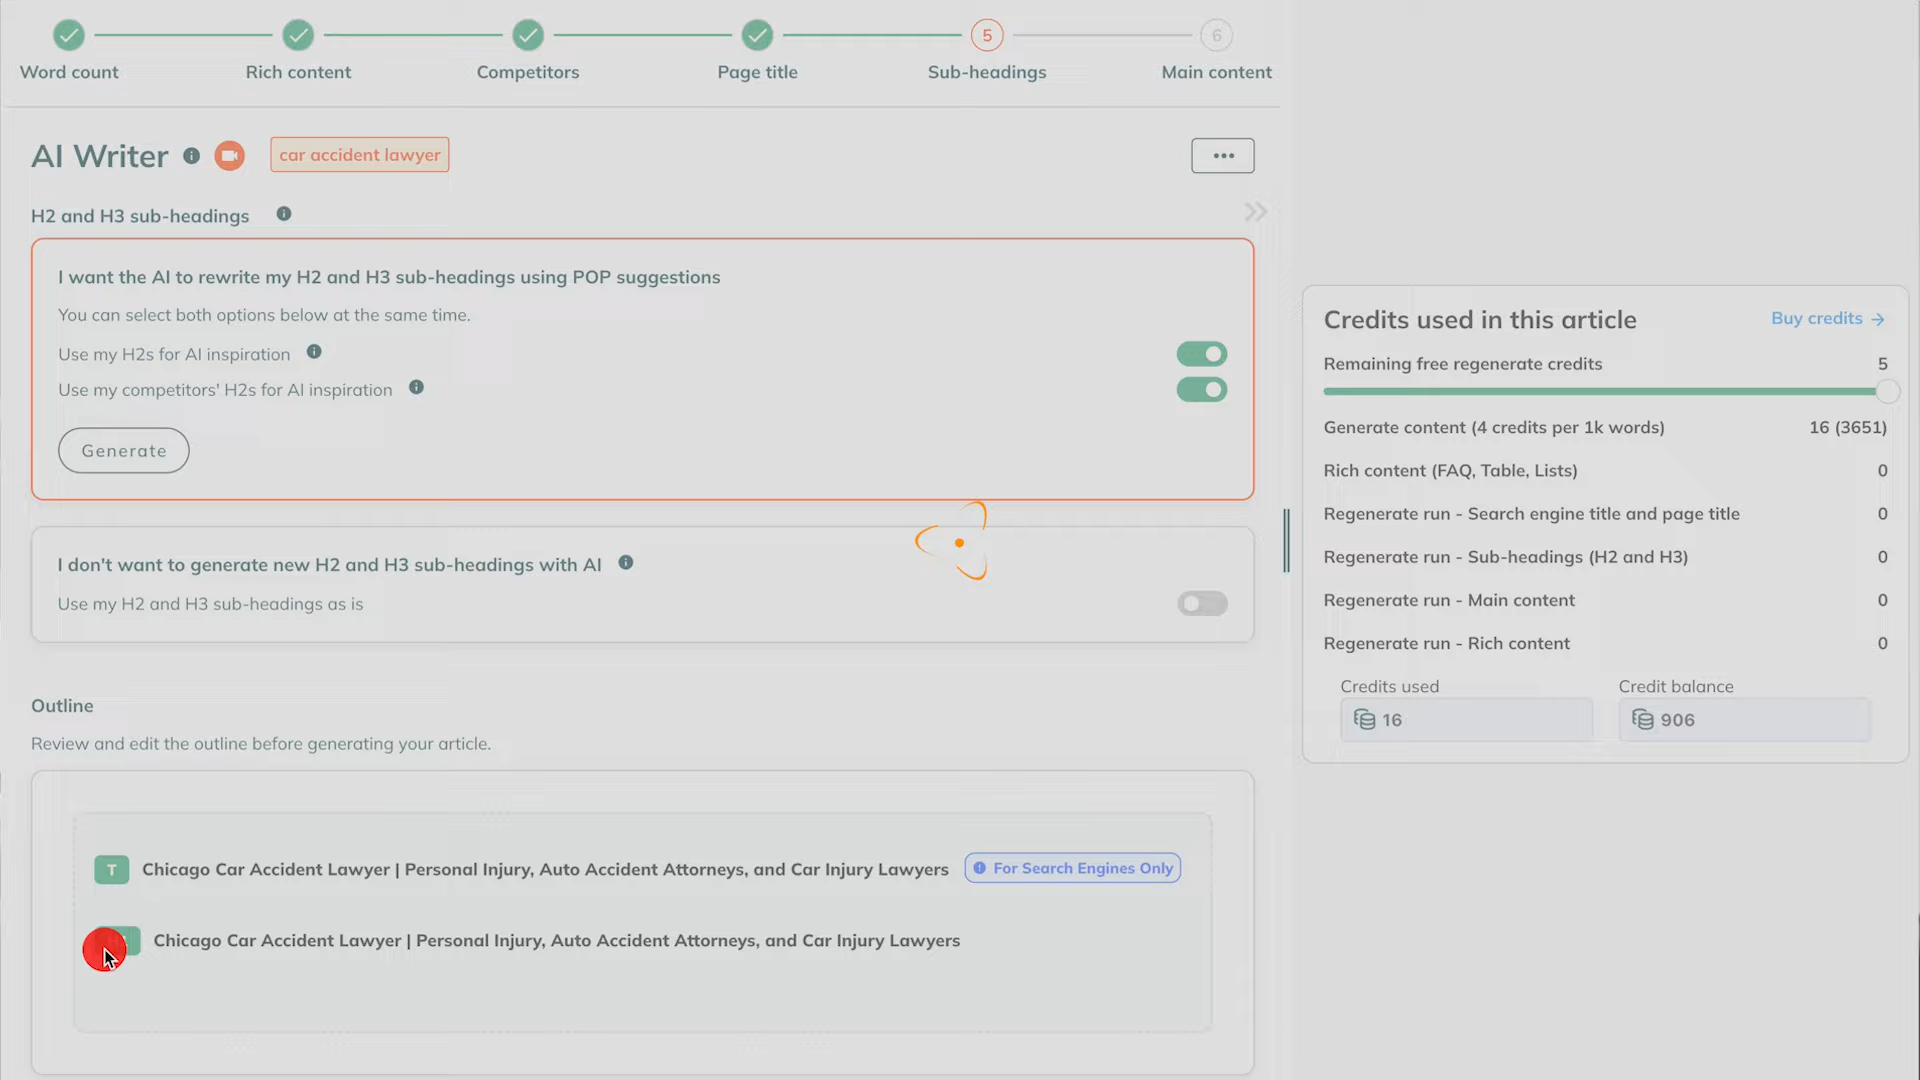 5
6
Word count
Rich content
Competitors
Page title
Sub-headings
Main content
AI Writer
car accident lawyer
H2 and H3 sub-headings
I want the AI to rewrite my H2 and H3 sub-headings using POP suggestions
You can select both options below at the same time.
Use my H2s for AI inspiration
Use my competitors' H2s for AI inspiration
Generate
I don't want to generate new H2 and H3 sub-headings with AI
Use my H2 and H3 sub-headings as is
Outline
Review and edit the outline before generating your article.
T Chicago Car Accident Lawyer | Personal Injury, Auto Accident Attorneys, and Car Injury Lawyers For Search Engines Only
Chicago Car Accident Lawyer | Personal Injury, Auto Accident Attorneys, and Car Injury Lawyers
Credits used in this article Buy credits →
Remaining free regenerate credits 5
Generate content (4 credits per 1k words) 16 (3651)
Rich content (FAQ, Table, Lists) 0
Regenerate run - Search engine title and page title 0
Regenerate run - Sub-headings (H2 and H3) 0
Regenerate run - Main content 0
Regenerate run - Rich content 0
Credits used Credit balance
16 906